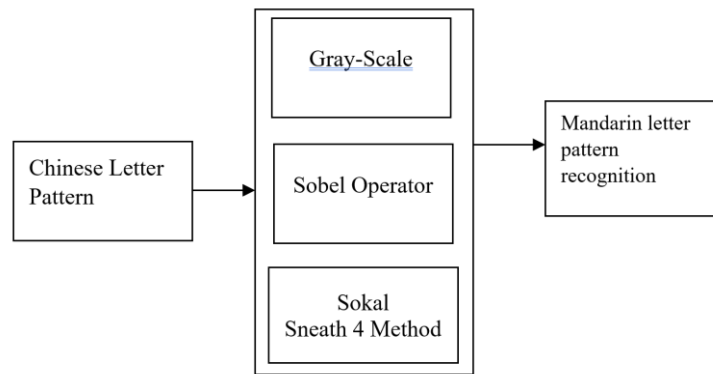 Chinese Letter
Pattern
Gray-Scale
Sobel Operator
Sokal
Sneath 4 Method
Mandarin letter
pattern
recognition